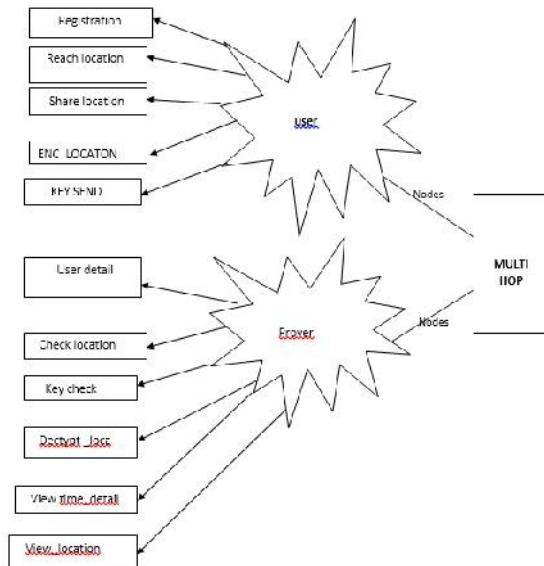 Registration
Reach location
Share location
ENC_LOCATON
KEY SEND
user
Nodes
MULTI
HOP
User detail
Check location
Key check
Prover
Nodes
View time_detail
View_location